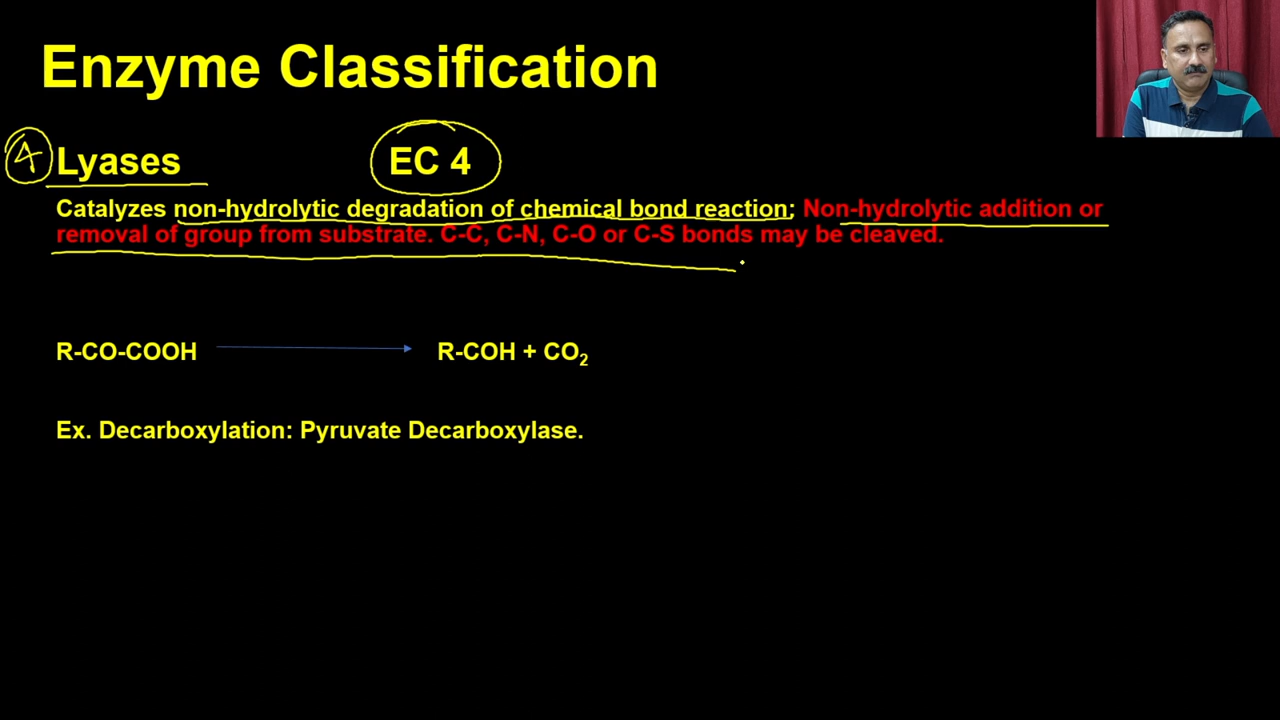 Enzyme Classification
4 Lyases EC 4
Catalyzes non-hydrolytic degradation of chemical bond reaction; Non-hydrolytic addition or
removal of group from substrate. C-C, C-N, C-O or C-S bonds may be cleaved.
R-CO-COOH R-COH + CO₂
Ex. Decarboxylation: Pyruvate Decarboxylase.